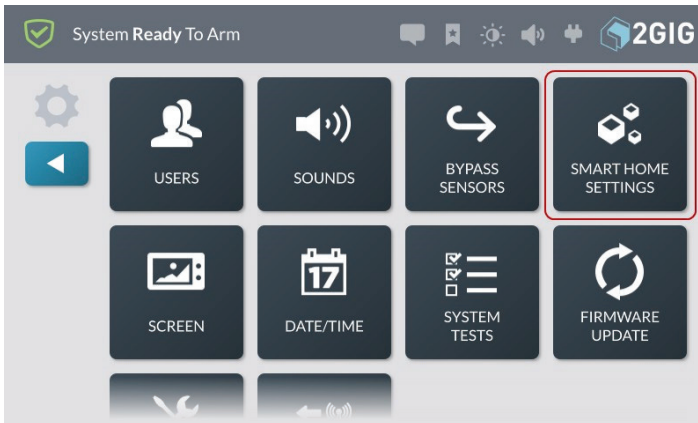 System Ready To Arm
2GIG
USERS
SOUNDS
BYPASS
SENSORS
SMART HOME
SETTINGS
SCREEN
17
DATE/TIME
SYSTEM
TESTS
FIRMWARE
UPDATE